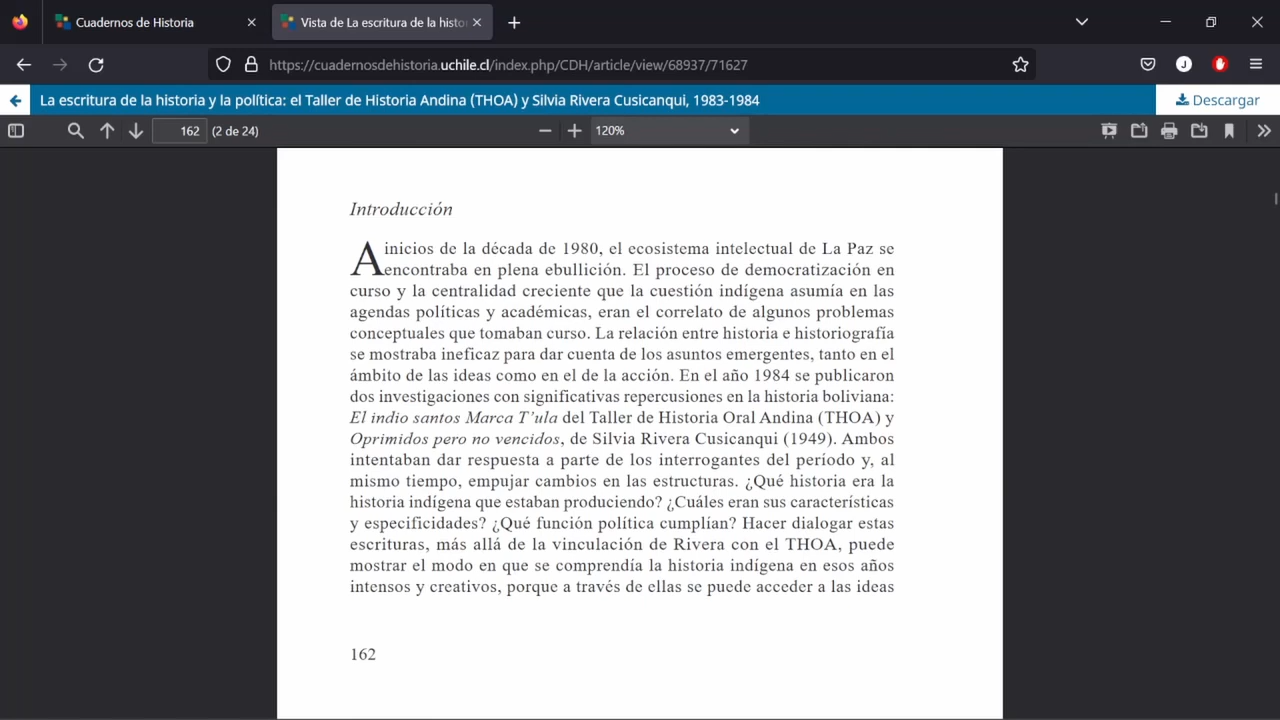 Cuadernos de Historia
Vista de La escritura de la histo
https://cuadernosdehistoria.uchile.cl/index.php/CDH/article/view/68937/71627
J
La escritura de la historia y la política: el Taller de Historia Andina (THOA) y Silvia Rivera Cusicanqui, 1983-1984
Descargar
162 (2 de 24)
120%
Introducción
A inicios de la década de 1980, el ecosistema intelectual de La Paz se
encontraba en plena ebullición. El proceso de democratización en
curso y la centralidad creciente que la cuestión indígena asumía en las
agendas políticas y académicas, eran el correlato de algunos problemas
conceptuales que tomaban curso. La relación entre historia e historiografía
se mostraba ineficaz para dar cuenta de los asuntos emergentes, tanto en el
ámbito de las ideas como en el de la acción. En el año 1984 se publicaron
dos investigaciones con significativas repercusiones en la historia boliviana:
El indio santos Marca T’ula del Taller de Historia Oral Andina (THOA) y
Oprimidos pero no vencidos, de Silvia Rivera Cusicanqui (1949). Ambos
intentaban dar respuesta a parte de los interrogantes del período y, al
mismo tiempo, empujar cambios en las estructuras. ¿Qué historia era la
historia indígena que estaban produciendo? ¿Cuáles eran sus características
y especificidades? ¿Qué función política cumplían? Hacer dialogar estas
escrituras, más allá de la vinculación de Rivera con el THOA, puede
mostrar el modo en que se comprendía la historia indígena en esos años
intensos y creativos, porque a través de ellas se puede acceder a las ideas
162